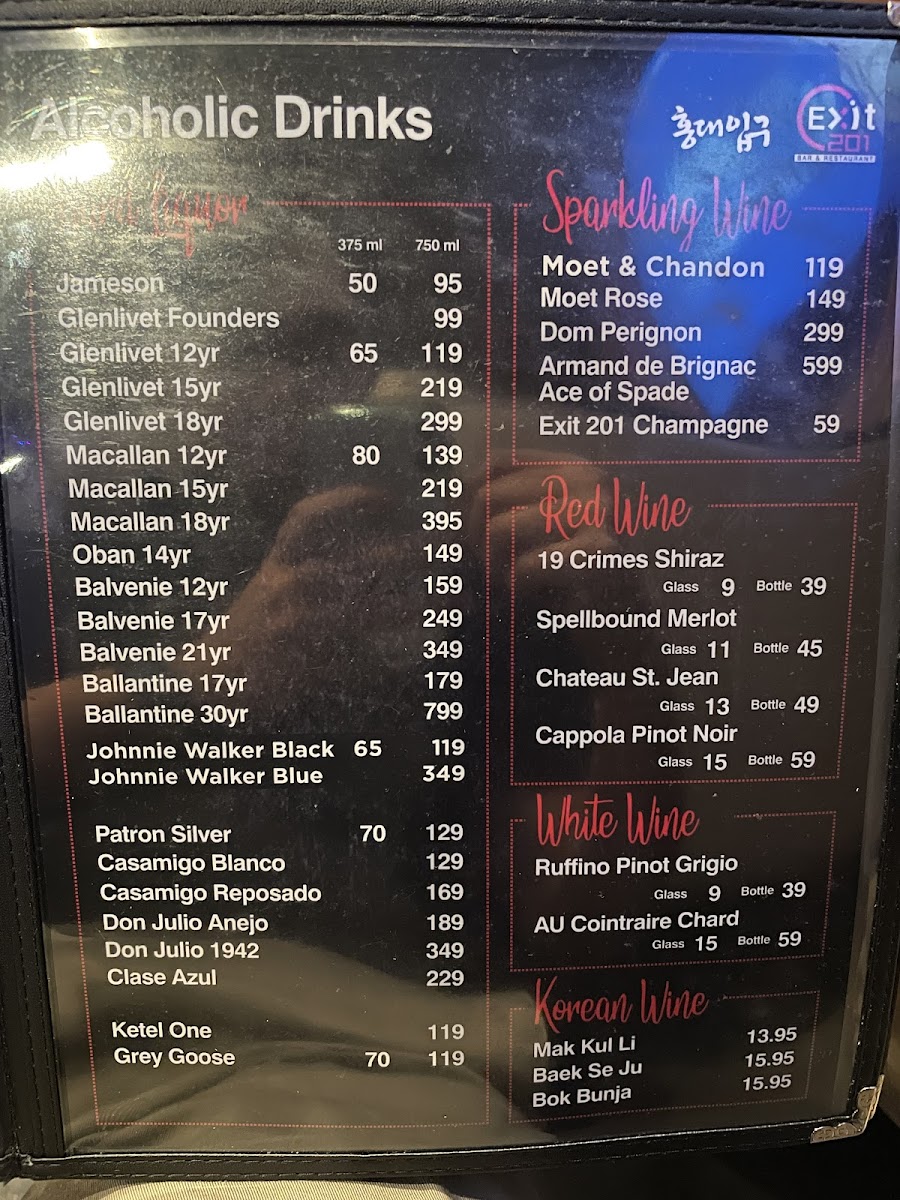 Alcoholic Drinks
홍대입구
Exit
201
BAR & RESTAURANT
Liquor
375 ml 750 ml
Jameson 50 95
Glenlivet Founders 99
Glenlivet 12yr 65 119
Glenlivet 15yr 219
Glenlivet 18yr 299
Macallan 12yr 80 139
Macallan 15yr 219
Macallan 18yr 395
Oban 14yr 149
Balvenie 12yr 159
Balvenie 17yr 249
Balvenie 21yr 349
Ballantine 17yr 179
Ballantine 30yr 799
Johnnie Walker Black 65 119
Johnnie Walker Blue 349
Patron Silver 70 129
Casamigo Blanco 129
Casamigo Reposado 169
Don Julio Anejo 189
Don Julio 1942 349
Clase Azul 229
Ketel One 119
Grey Goose 70 119
Sparkling Wine
Moet & Chandon 119
Moet Rose 149
Dom Perignon 299
Armand de Brignac 599
Ace of Spade
Exit 201 Champagne 59
Red Wine
19 Crimes Shiraz
Glass 9 Bottle 39
Spellbound Merlot
Glass 11 Bottle 45
Chateau St. Jean
Glass 13 Bottle 49
Cappola Pinot Noir
Glass 15 Bottle 59
White Wine
Ruffino Pinot Grigio
Glass 9 Bottle 39
AU Cointraire Chard
Glass 15 Bottle 59
Korean Wine
Mak Kul Li 13.95
Baek Se Ju 15.95
Bok Bunja 15.95